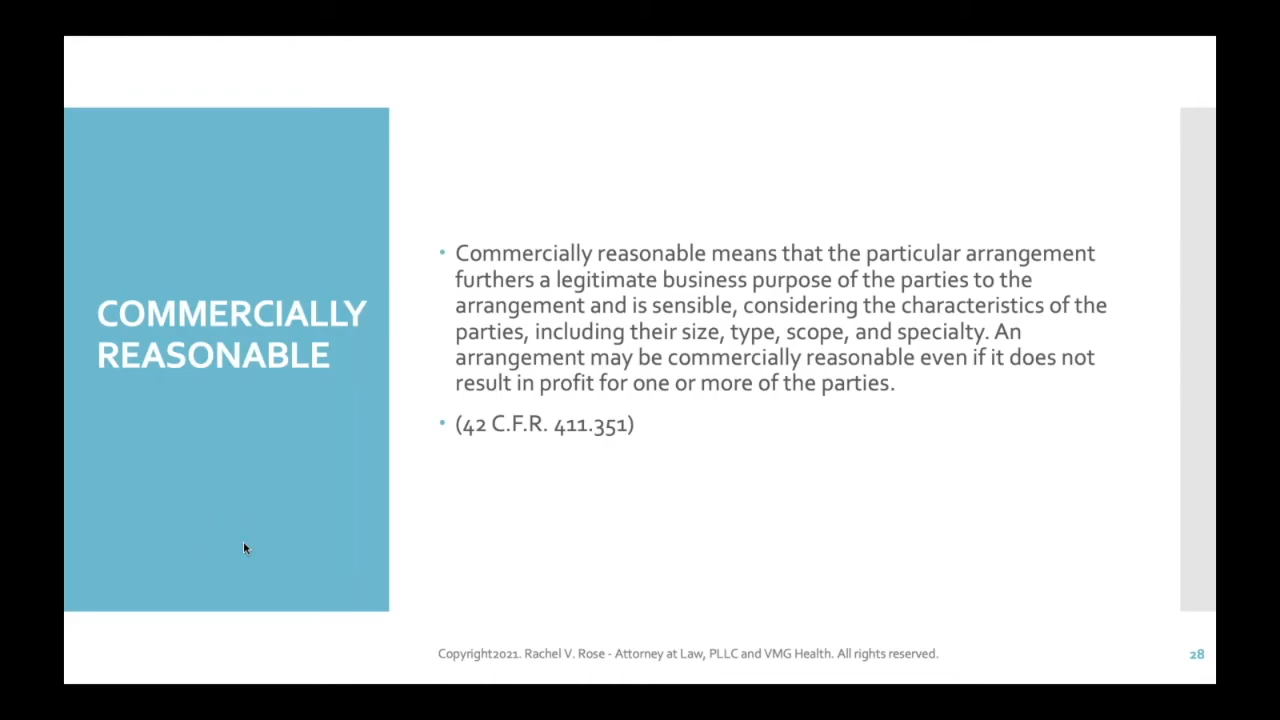 COMMERCIALLY
REASONABLE
• Commercially reasonable means that the particular arrangement
furthers a legitimate business purpose of the parties to the
arrangement and is sensible, considering the characteristics of the
parties, including their size, type, scope, and specialty. An
arrangement may be commercially reasonable even if it does not
result in profit for one or more of the parties.
• (42 C.F.R. 411.351)
Copyright2021. Rachel V. Rose - Attorney at Law, PLLC and VMG Health. All rights reserved.
28